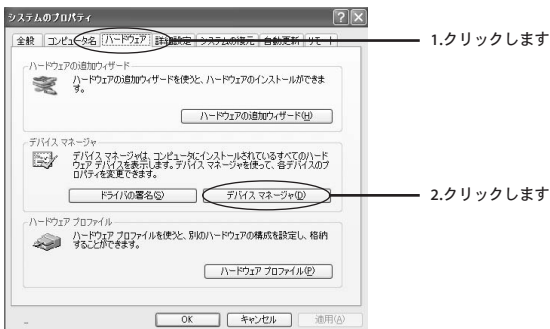 システムのプロパティ
全般 コンピュータ名 ハードウェア 詳細設定 システムの復元 自動更新 リモート
1.クリックします
ハードウェアの追加ウィザード
ハードウェアの追加ウィザードを使うと、ハードウェアのインストールができま
す。
ハードウェアの追加ウィザード(H)
デバイス マネージャ
デバイス マネージャは、コンピュータにインストールされているすべてのハード
ウェア デバイスを表示します。デバイス マネージャを使って、各デバイスのプ
ロパティを変更できます。
ドライバの署名(S) デバイス マネージャ(D)
2.クリックします
ハードウェア プロファイル
ハードウェア プロファイルを使うと、別のハードウェアの構成を設定し、格納
することができます。
ハードウェア プロファイル(P)
OK キャンセル 適用(A)